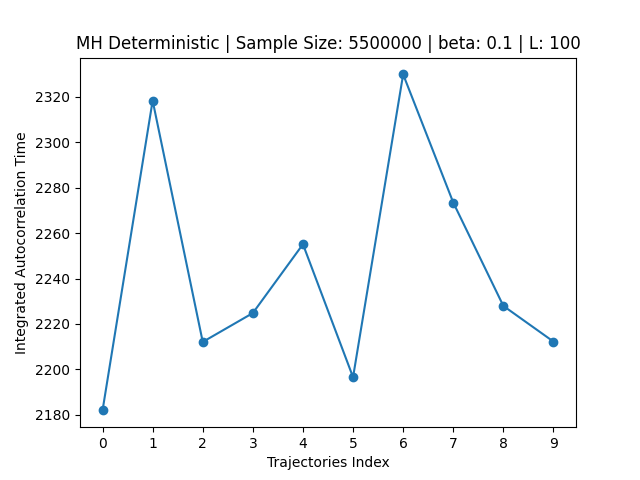 MH Deterministic | Sample Size: 5500000 | beta: 0.1 | L: 100
Integrated Autocorrelation Time
2320
2300
2280
2260
2240
2220
2200
2180
0 1 2 3 4 5 6 7 8 9
Trajectories Index